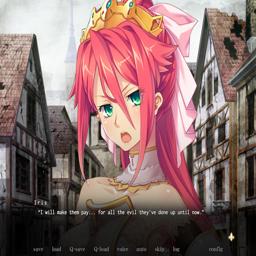 Iris
"I will make them pay... for all the evil they've done up until now."
save load Q-save Q-load voice auto skip log config